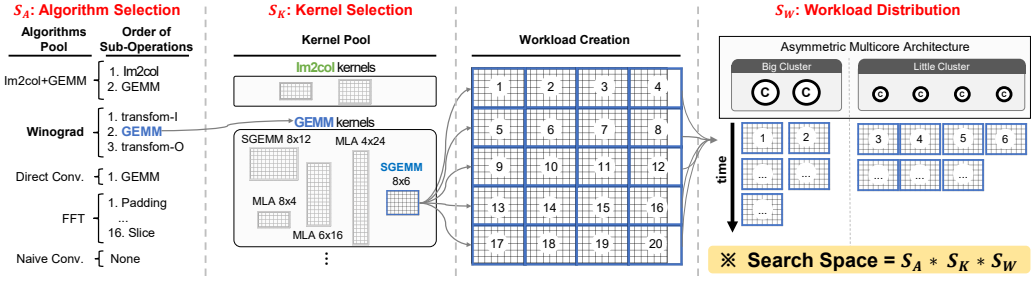 S_A: Algorithm Selection
Algorithms Pool
Order of Sub-Operations
Im2col+GEMM
1. Im2col
2. GEMM
Winograd
1. transfom-I
2. GEMM
3. transfom-O
Direct Conv.
1. GEMM
FFT
1. Padding
...
16. Slice
Naive Conv.
None
S_K: Kernel Selection
Kernel Pool
Im2col kernels
GEMM kernels
SGEMM 8x12
MLA 4x24
SGEMM
8x6
MLA 8x4
MLA 6x16
⋮
Workload Creation
1 2 3 4
5 6 7 8
9 10 11 12
13 14 15 16
17 18 19 20
S_W: Workload Distribution
Asymmetric Multicore Architecture
Big Cluster
C C
Little Cluster
C C C C
time
1 2 3 4 5 6
... ... ... ... ...
...
※ Search Space = S_A * S_K * S_W